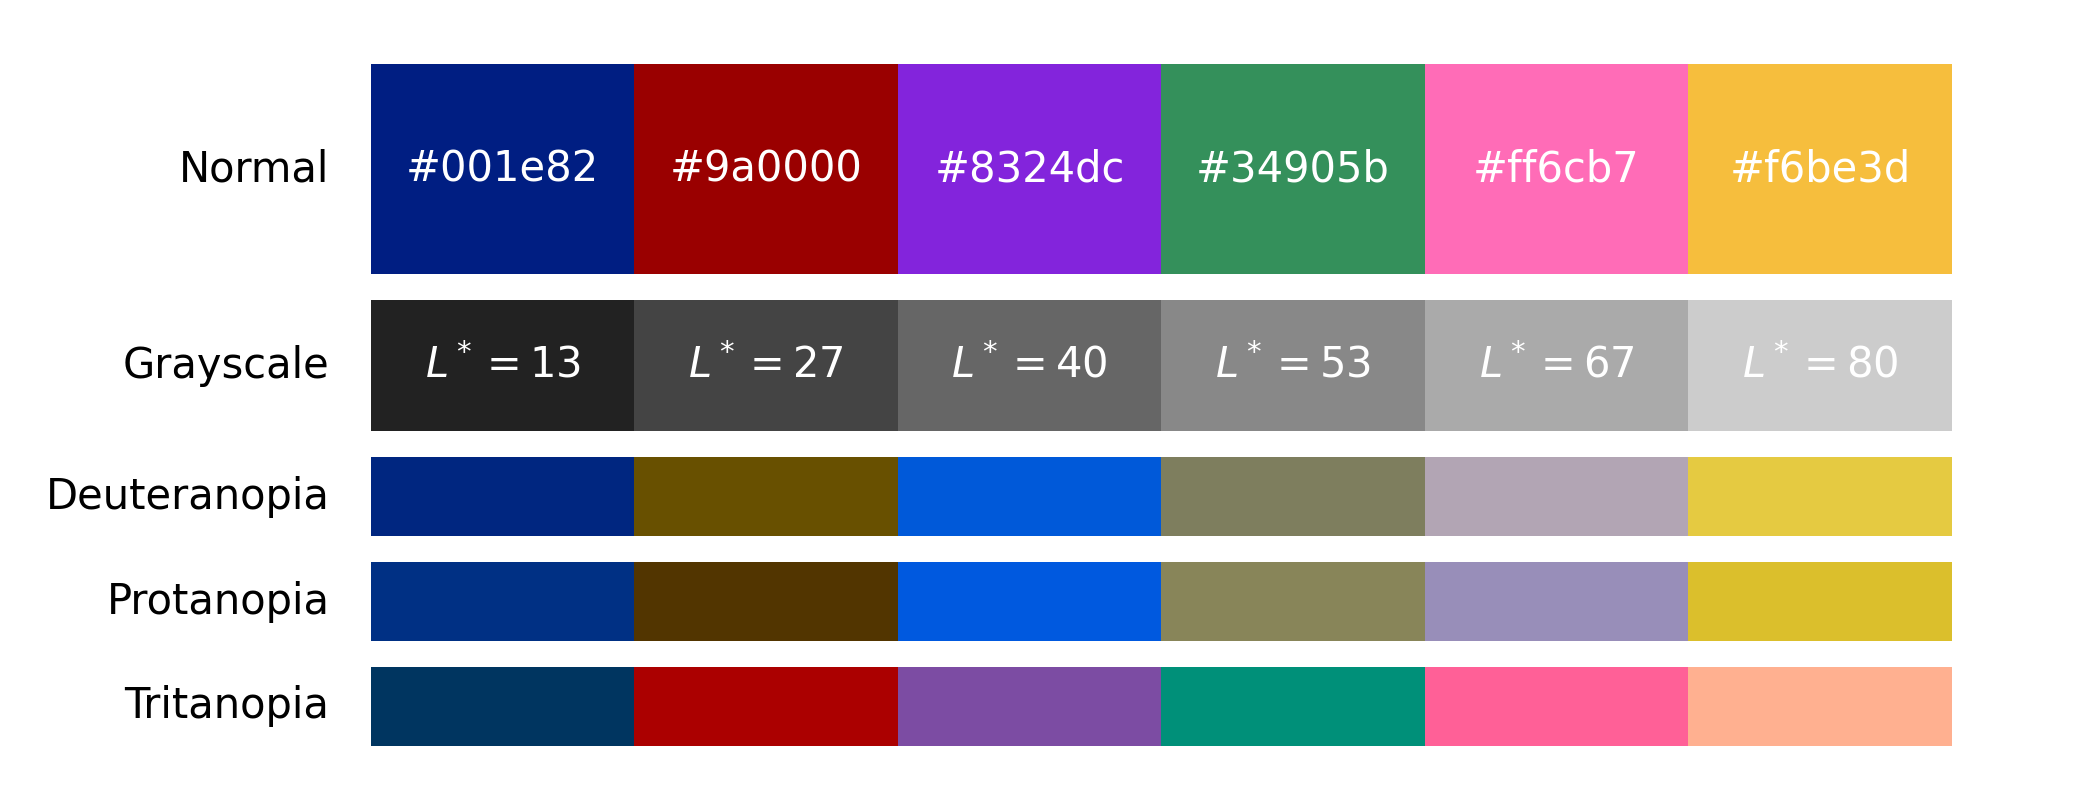 Normal #001e82 #9a0000 #8324dc #34905b #ff6cb7 #f6be3d
Grayscale L* = 13 L* = 27 L* = 40 L* = 53 L* = 67 L* = 80
Deuteranopia
Protanopia
Tritanopia